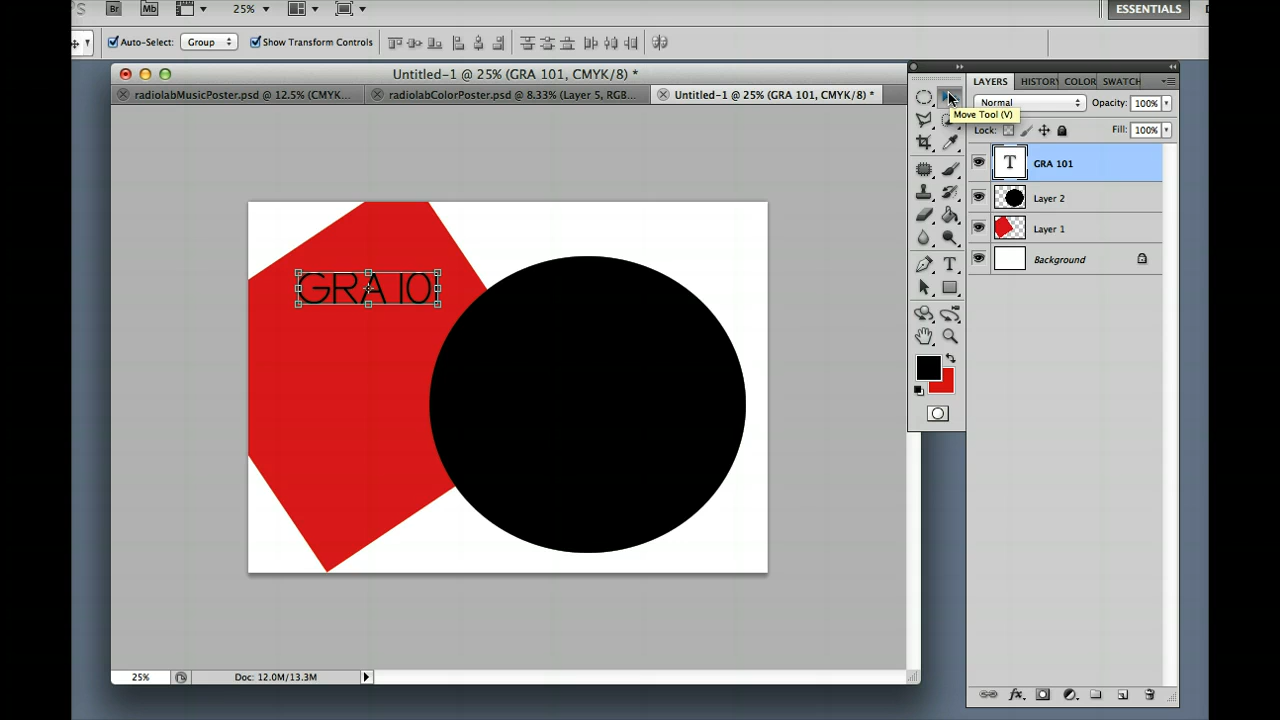 Br Mb 25% ESSENTIALS
Auto-Select: Group Show Transform Controls
Untitled-1 @ 25% (GRA 101, CMYK/8) *
radiolabMusicPoster.psd @ 12.5% (CMYK... radiolabColorPoster.psd @ 8.33% (Layer 5, RGB... Untitled-1 @ 25% (GRA 101, CMYK/8) *
LAYERS HISTORY COLOR SWATCH
Normal Opacity: 100%
Move Tool (V)
Lock: Fill: 100%
T GRA 101
Layer 2
Layer 1
Background
GRA 101
T
25% Doc: 12.0M/13.3M
fx